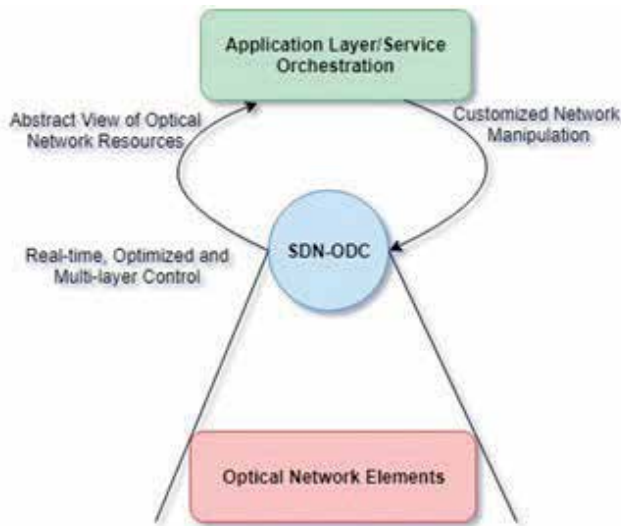 Application Layer/Service
Orchestration
Abstract View of Optical
Network Resources
Customized Network
Manipulation
SDN-ODC
Real-time, Optimized and
Multi-layer Control
Optical Network Elements